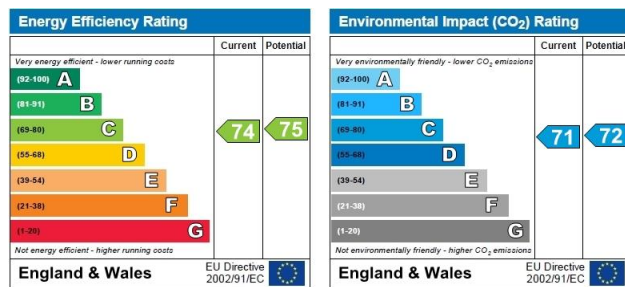 Energy Efficiency Rating
Current Potential
Very energy efficient - lower running costs
(92-100) A
(81-91) B
(69-80) C
(55-68) D
(39-54) E
(21-38) F
(1-20) G
74 75
Not energy efficient - higher running costs
England & Wales
EU Directive
2002/91/EC
Environmental Impact (CO₂) Rating
Current Potential
Very environmentally friendly - lower CO₂ emissions
(92-100) A
(81-91) B
(69-80) C
(55-68) D
(39-54) E
(21-38) F
(1-20) G
71 72
Not environmentally friendly - higher CO₂ emissions
England & Wales
EU Directive
2002/91/EC